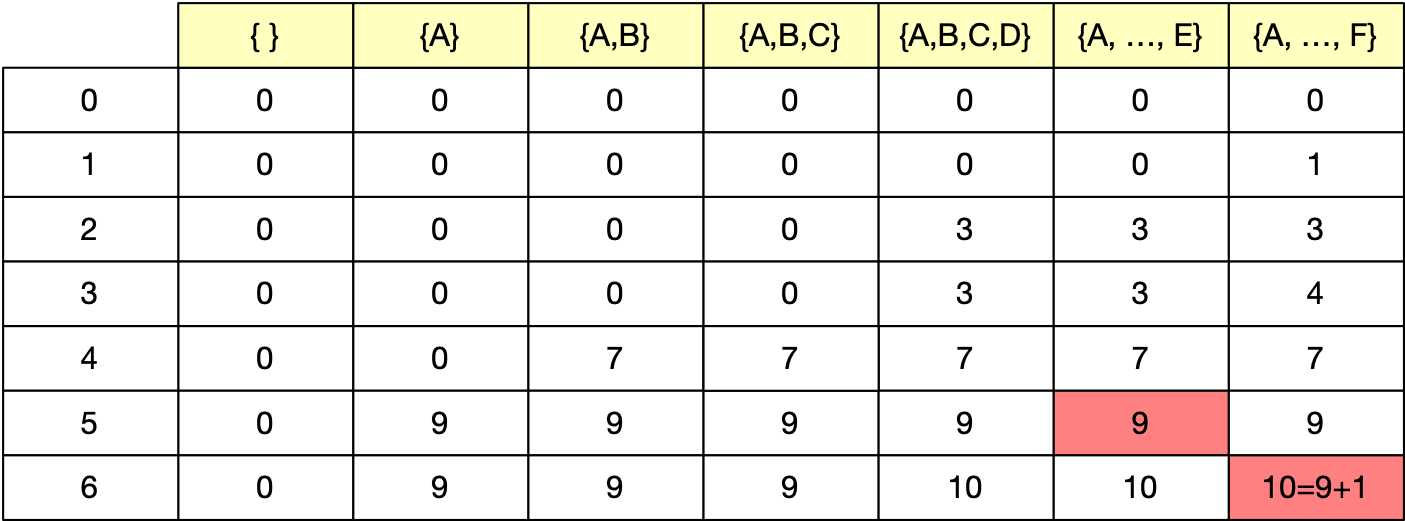 { } {A} {A,B} {A,B,C} {A,B,C,D} {A, …, E} {A, …, F}
0 0 0 0 0 0 0 0
1 0 0 0 0 0 0 1
2 0 0 0 0 3 3 3
3 0 0 0 0 3 3 4
4 0 0 7 7 7 7 7
5 0 9 9 9 9 9 9
6 0 9 9 9 10 10 10=9+1